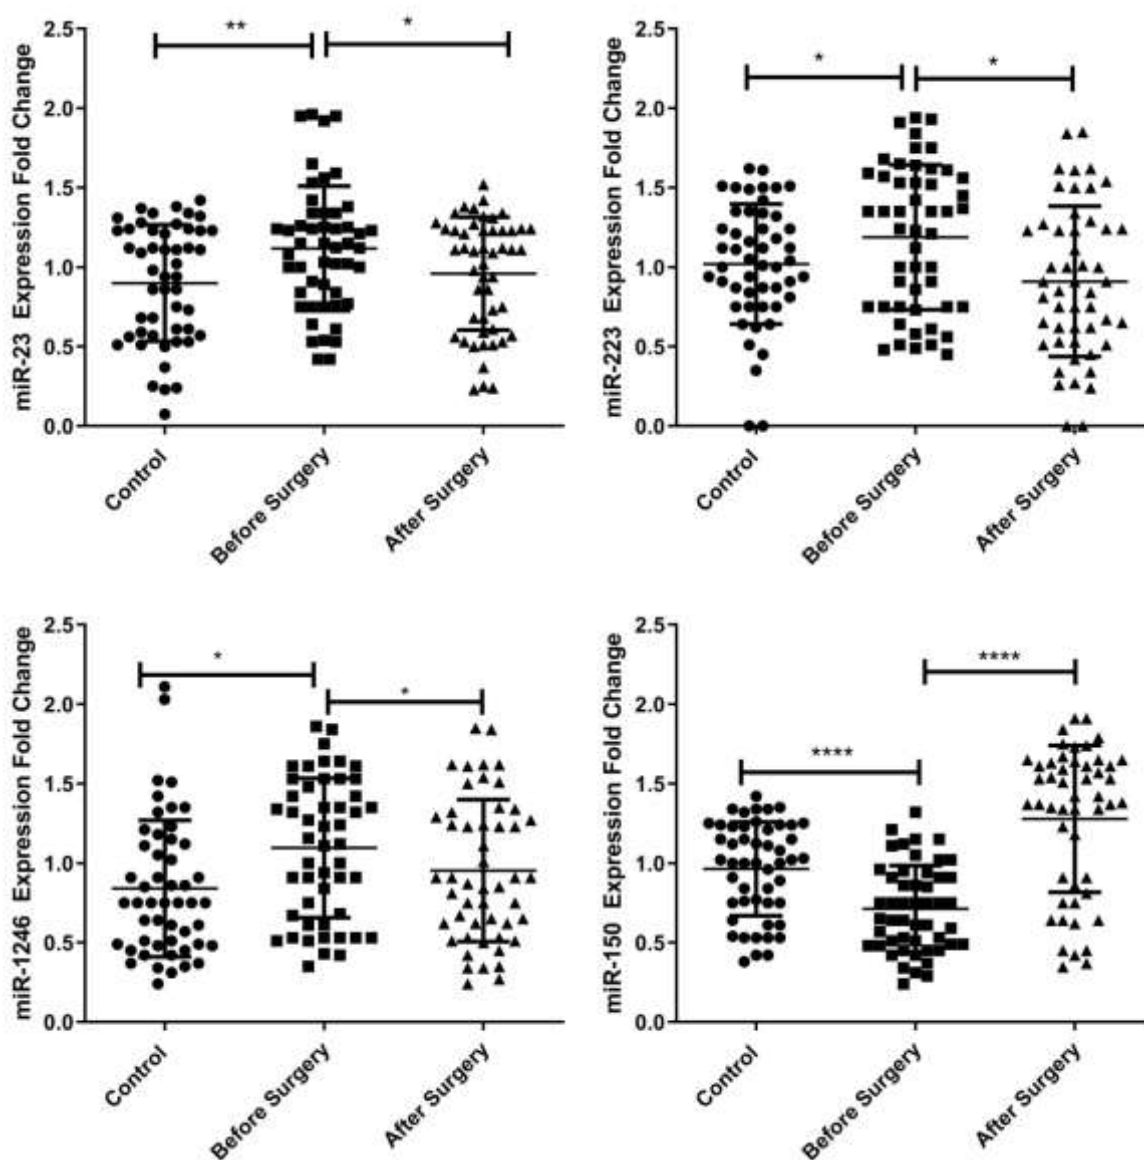 miR-23 Expression Fold Change
2.5
2.0
1.5
1.0
0.5
0.0
** *
Control
Before Surgery
After Surgery
miR-223 Expression Fold Change
2.5
2.0
1.5
1.0
0.5
0.0
* *
Control
Before Surgery
After Surgery
miR-1246 Expression Fold Change
2.5
2.0
1.5
1.0
0.5
0.0
* *
Control
Before Surgery
After Surgery
miR-150 Expression Fold Change
2.5
2.0
1.5
1.0
0.5
0.0
****
****
Control
Before Surgery
After Surgery